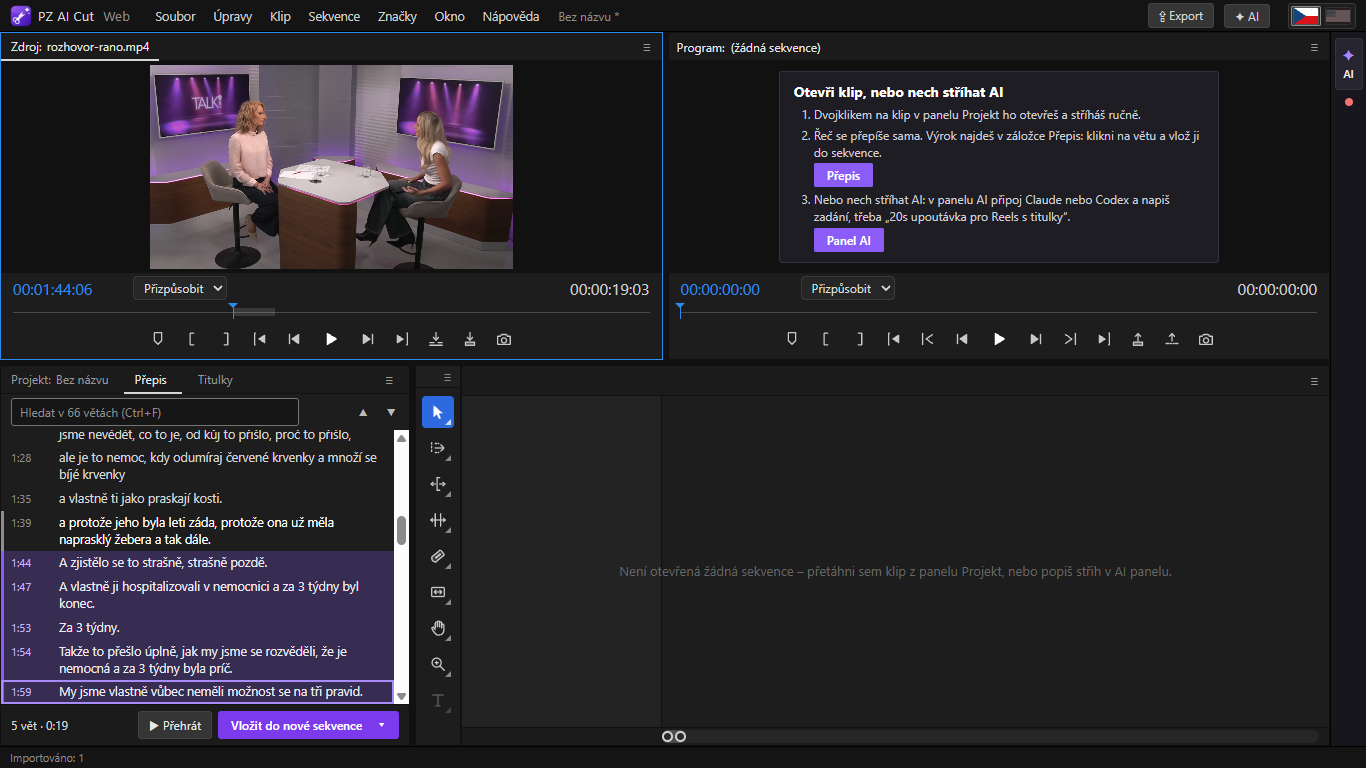 PZ AI Cut Web Soubor Úpravy Klip Sekvence Značky Okno Nápověda Bez názvu * Export AI
Zdroj: rozhovor-rano.mp4
Program: (žádná sekvence)
AI
TALK?
Otevři klip, nebo nech stříhat AI
1. Dvojklikem na klip v panelu Projekt ho otevřeš a stříháš ručně.
2. Řeč se přepíše sama. Výrok najdeš v záložce Přepis: klikni na větu a vlož ji
do sekvence.
Přepis
3. Nebo nech stříhat AI: v panelu AI připoj Claude nebo Codex a napiš
zadání, třeba „20s upoutávka pro Reels s titulky“.
Panel AI
00:01:44:06 Přizpůsobit 00:00:19:03
00:00:00:00 Přizpůsobit 00:00:00:00
Projekt: Bez názvu Přepis Titulky
Hledat v 66 větách (Ctrl+F)
jsme nevěděl, co to je, od kůj to přišlo, proč to přišlo,
1:28 ale je to nemoc, kdy odumíraj červené krvenky a množí se
bíjé krvenky
1:35 a vlastně ti jako praskají kosti.
1:39 a protože jeho byla leti záda, protože ona už měla
naprasklý žebera a tak dále.
1:44 A zjistělo se to strašně, strašně pozdě.
1:47 A vlastně ji hospitalizovali v nemocnici a za 3 týdny byl
konec.
1:53 Za 3 týdny.
1:54 Takže to přešlo úplně, jak my jsme se rozvěděli, že je
nemocná a za 3 týdny byla príč.
1:59 My jsme vlastně vůbec neměli možnost se na tři pravid.
5 vět · 0:19 Přehrát Vložit do nové sekvence
Není otevřená žádná sekvence – přetáhni sem klip z panelu Projekt, nebo popiš střih v AI panelu.
Importováno: 1